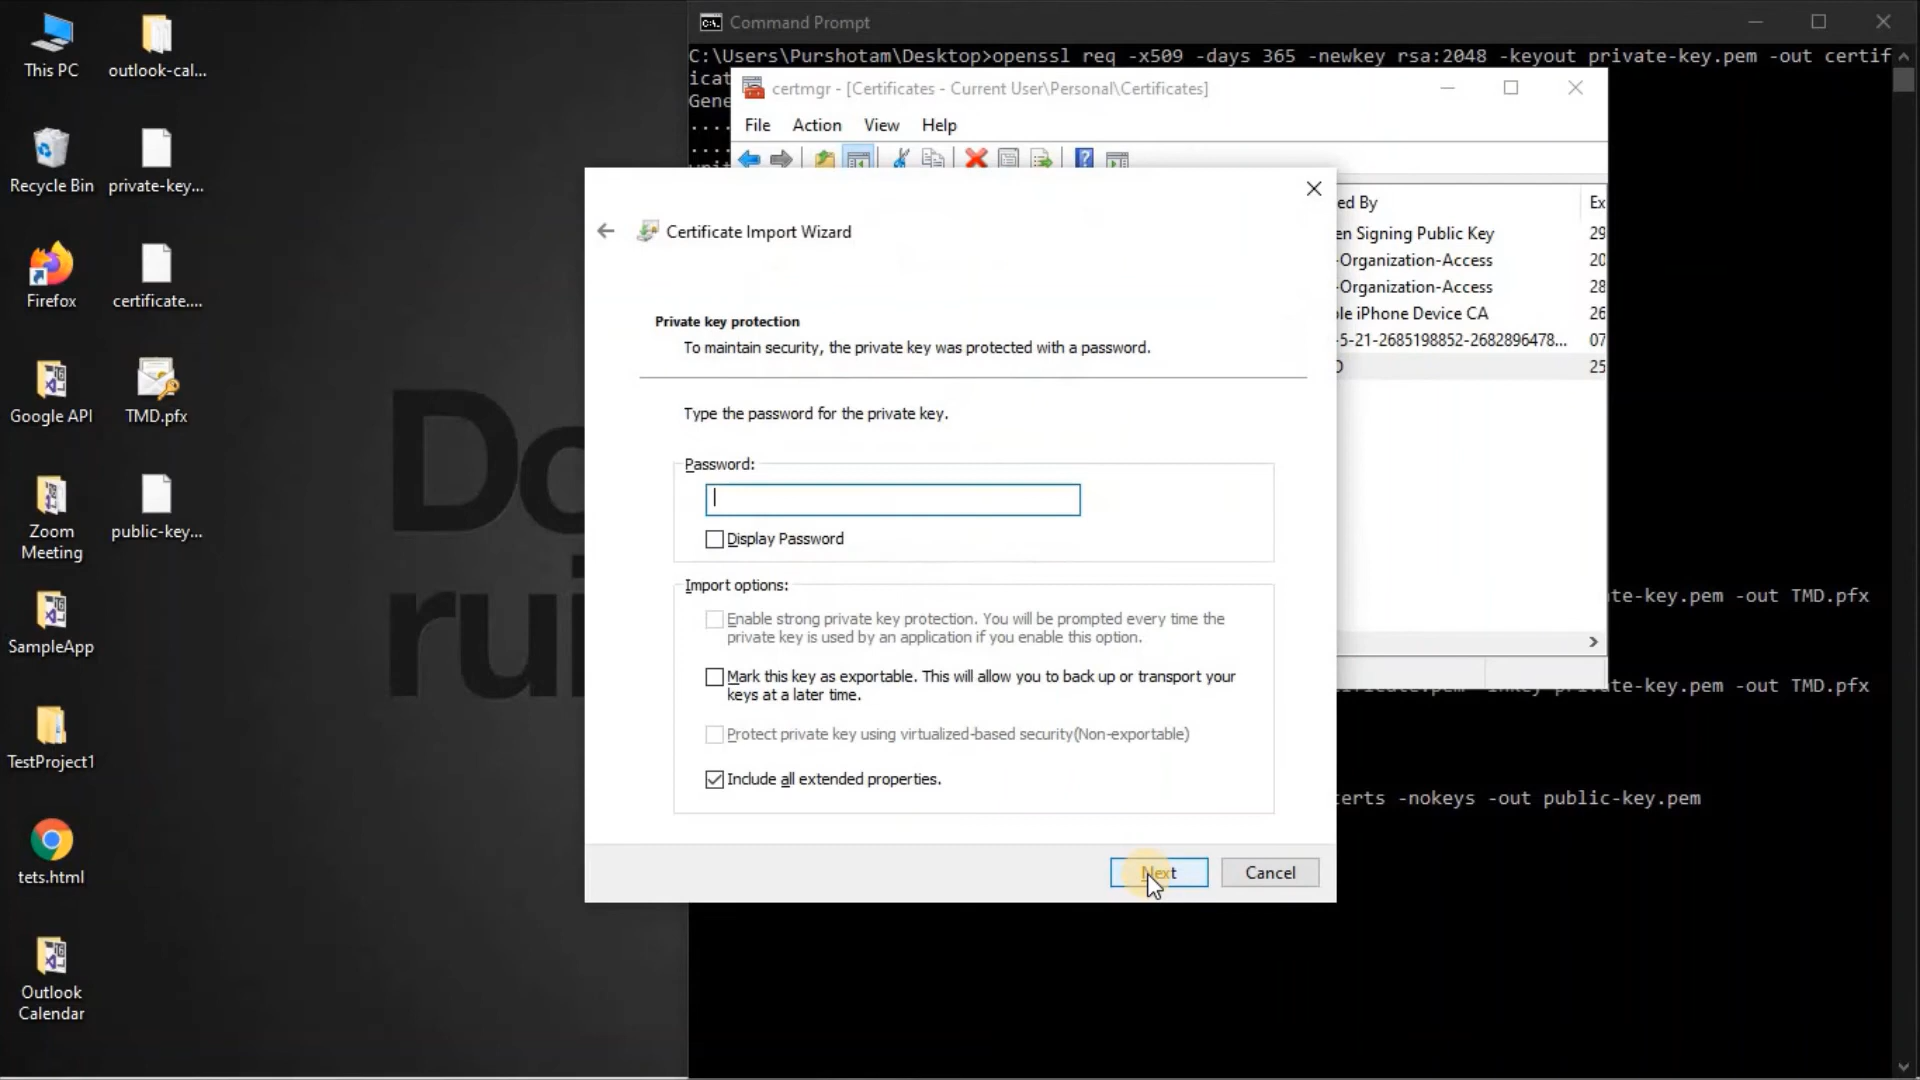 This PC
outlook-cal...
Recycle Bin
private-key...
Firefox
certificate....
Google API
TMD.pfx
Zoom
Meeting
public-key...
SampleApp
TestProject1
tets.html
Outlook
Calendar
Do
rui
Command Prompt
C:\Users\Purshotam\Desktop>openssl req -x509 -days 365 -newkey rsa:2048 -keyout private-key.pem -out certif
icat
Gene
....
....
certmgr - [Certificates - Current User\Personal\Certificates]
File Action View Help
ed By Ex
en Signing Public Key 29
-Organization-Access 20
-Organization-Access 28
le iPhone Device CA 26
-5-21-2685198852-2682896478... 07
25
Certificate Import Wizard
Private key protection
To maintain security, the private key was protected with a password.
Type the password for the private key.
Password:
Display Password
Import options:
Enable strong private key protection. You will be prompted every time the
private key is used by an application if you enable this option.
Mark this key as exportable. This will allow you to back up or transport your
keys at a later time.
Protect private key using virtualized-based security(Non-exportable)
Include all extended properties.
Next
Cancel
te-key.pem -out TMD.pfx
te-key.pem -out TMD.pfx
erts -nokeys -out public-key.pem